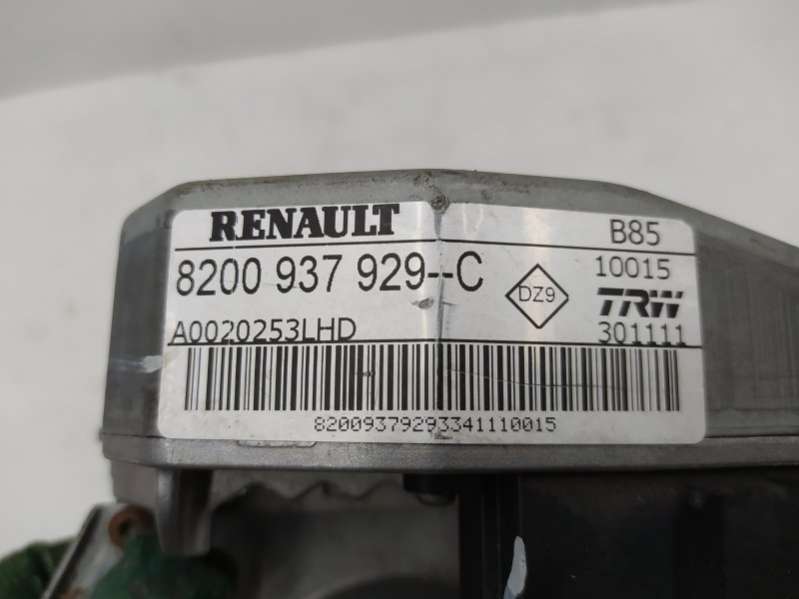 RENAULT
B85
8200 937 929--C
10015
DZ9
TRW
A0020253LHD
301111
82009379293341110015